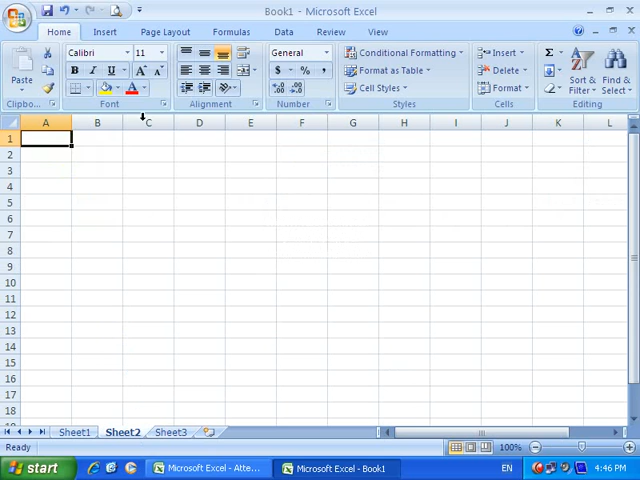 Book1 - Microsoft Excel
Home Insert Page Layout Formulas Data Review View
Paste
Calibri 11
B I U
A A
A
General
$ % ,
Conditional Formatting
Format as Table
Cell Styles
Insert
Delete
Format
Σ
Sort & Filter
Find & Select
Clipboa... Font Alignment Number Styles Cells Editing
A B C D E F G H I J K L
1
2
3
4
5
6
7
8
9
10
11
12
13
14
15
16
17
18
Sheet1 Sheet2 Sheet3
Ready 100%
start Microsoft Excel - Atte... Microsoft Excel - Book1 EN 4:46 PM